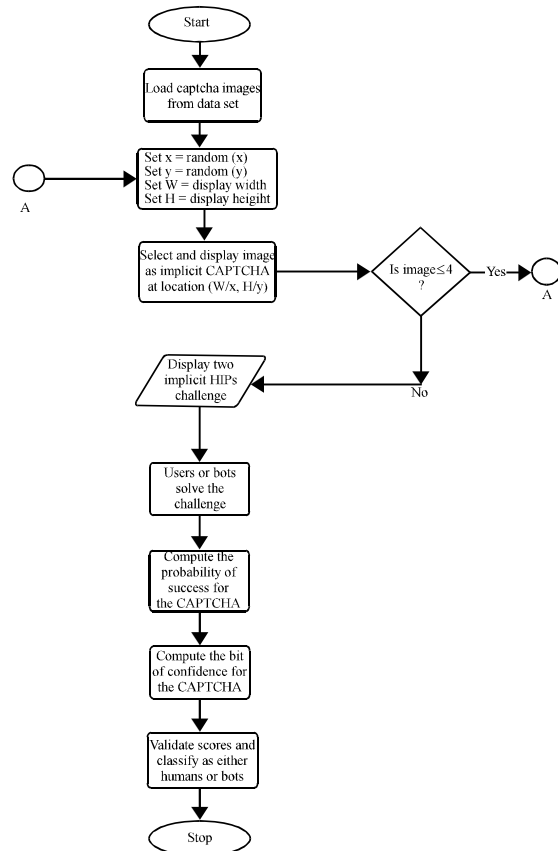 Start
Load captcha images
from data set
Set x = random (x)
Set y = random (y)
Set W = display width
Set H = display heigiht
A
Select and display image
as implicit CAPTCHA
at location (W/x, H/y)
Is image≤4
?
Yes
A
No
Display two
implicit HIPs
challenge
Users or bots
solve the
challenge
Compute the
probability of
success for
the CAPTCHA
Compute the bit
of confidence for
the CAPTCHA
Validate scores and
classify as either
humans or bots
Stop